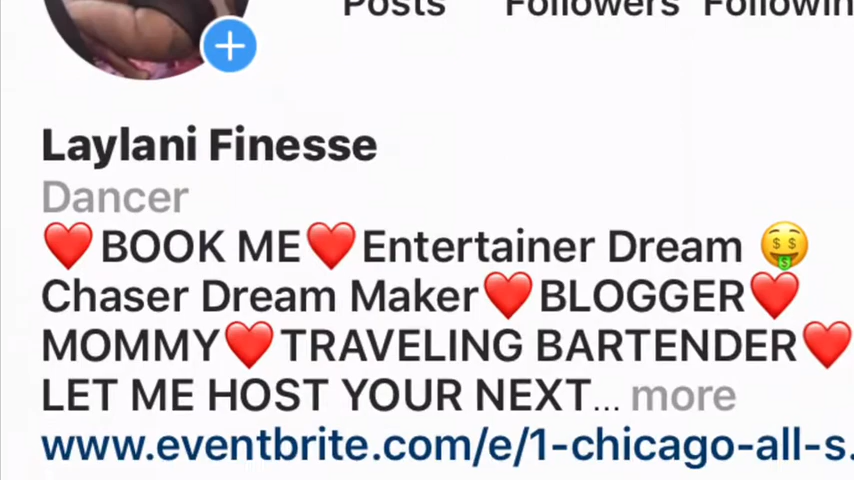 Posts Followers Followin
Laylani Finesse
Dancer
❤️BOOK ME❤️Entertainer Dream 🤑
Chaser Dream Maker❤️BLOGGER❤️
MOMMY❤️TRAVELING BARTENDER❤️
LET ME HOST YOUR NEXT... more
www.eventbrite.com/e/1-chicago-all-s.